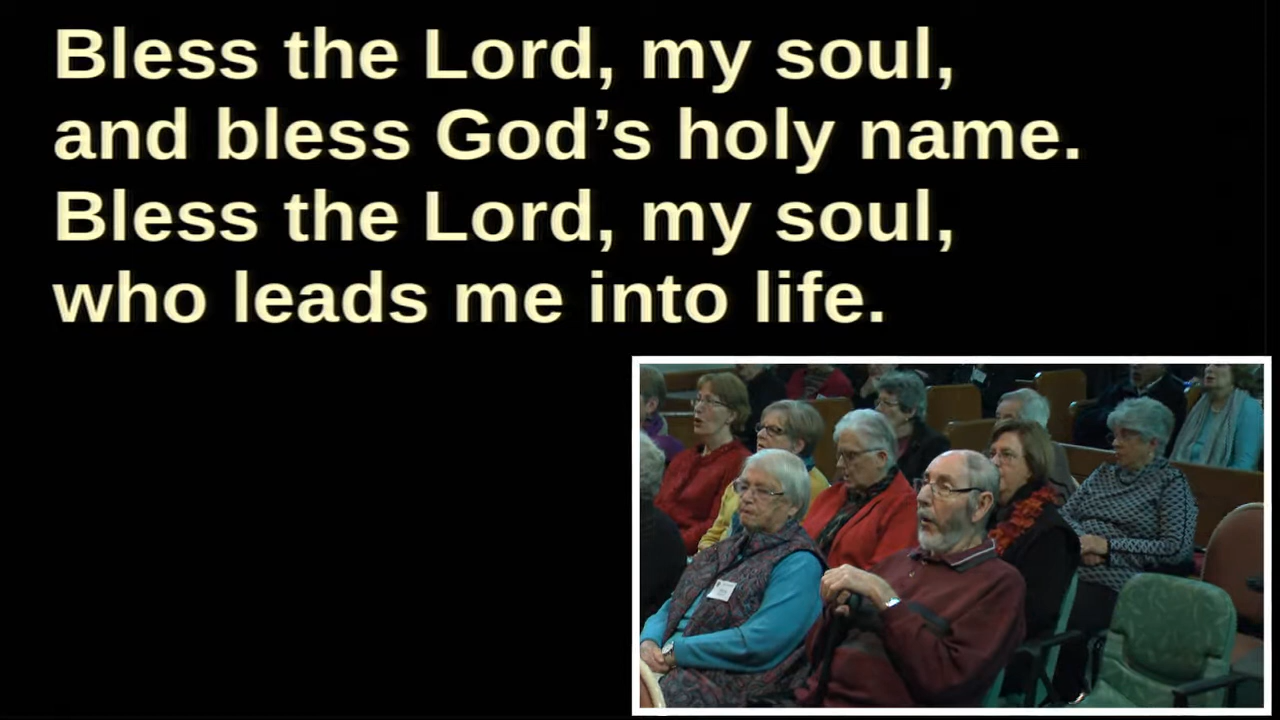 Bless the Lord, my soul,
and bless God’s holy name.
Bless the Lord, my soul,
who leads me into life.